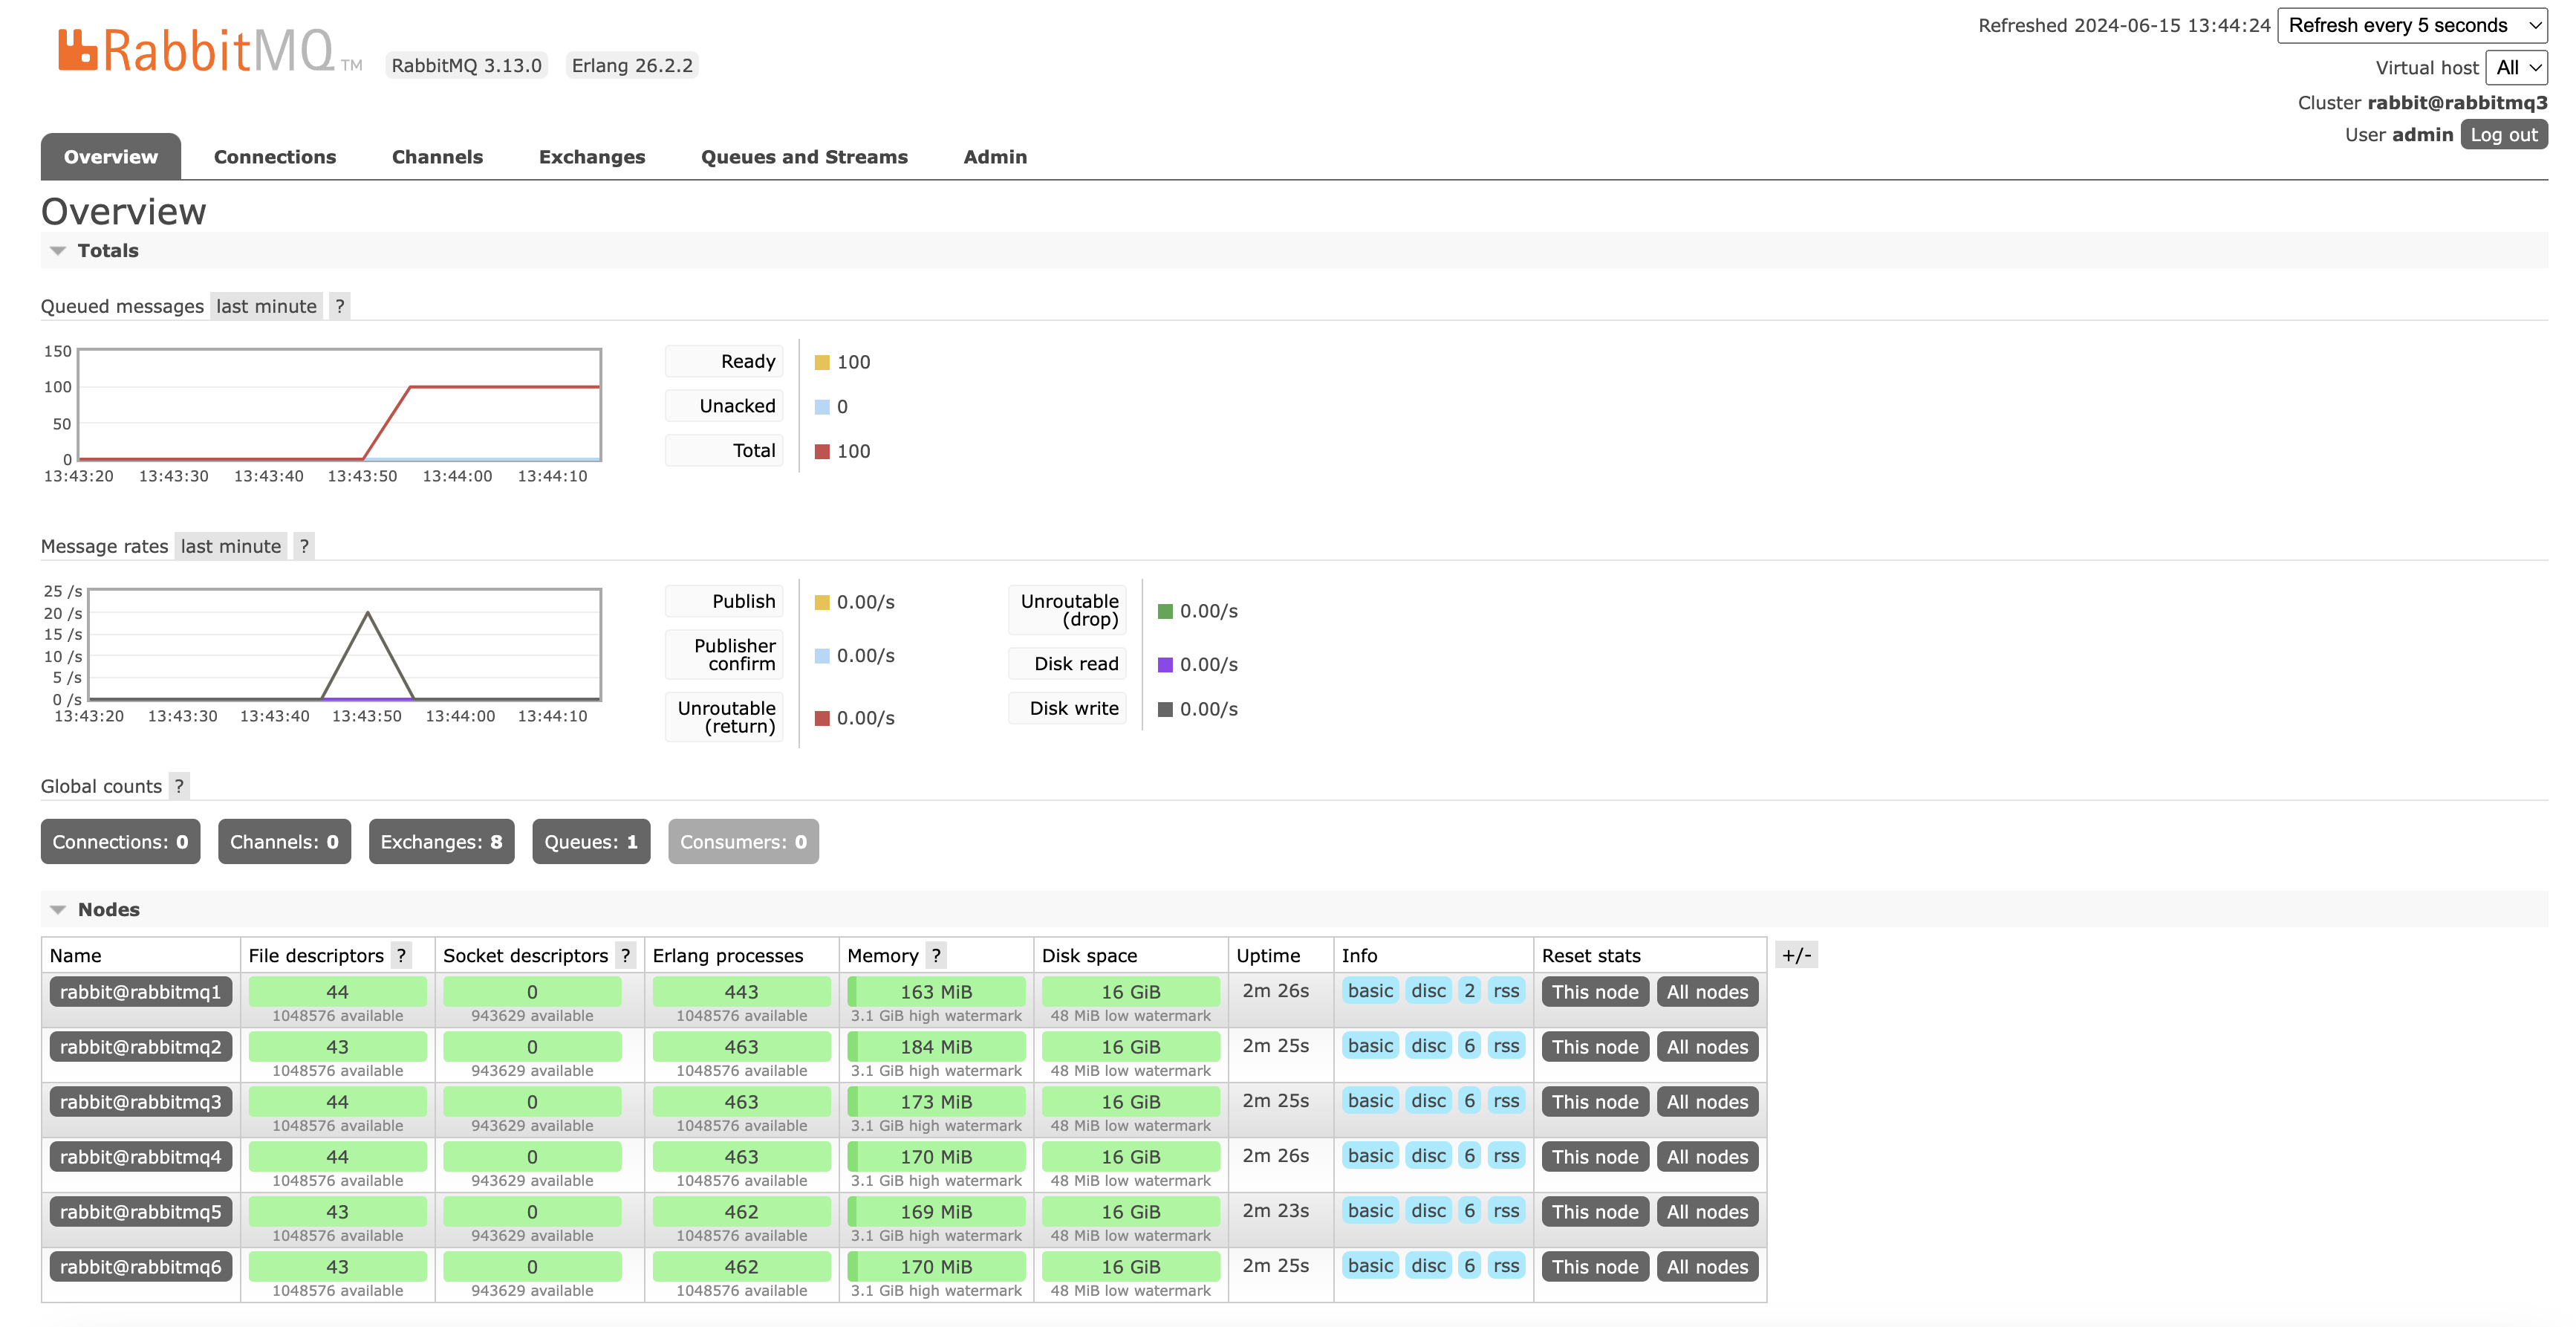 RabbitMQ TM RabbitMQ 3.13.0 Erlang 26.2.2
Refreshed 2024-06-15 13:44:24 Refresh every 5 seconds
Virtual host All
Cluster rabbit@rabbitmq3
User admin Log out
Overview Connections Channels Exchanges Queues and Streams Admin
Overview
Totals
Queued messages last minute ?
150
100
50
0
13:43:20 13:43:30 13:43:40 13:43:50 13:44:00 13:44:10
Ready 100
Unacked 0
Total 100
Message rates last minute ?
25 /s
20 /s
15 /s
10 /s
5 /s
0 /s
13:43:20 13:43:30 13:43:40 13:43:50 13:44:00 13:44:10
Publish 0.00/s
Publisher
confirm 0.00/s
Unroutable
(return) 0.00/s
Unroutable
(drop) 0.00/s
Disk read 0.00/s
Disk write 0.00/s
Global counts ?
Connections: 0 Channels: 0 Exchanges: 8 Queues: 1 Consumers: 0
Nodes
Name File descriptors ? Socket descriptors ? Erlang processes Memory ? Disk space Uptime Info Reset stats +/-
rabbit@rabbitmq1 44 0 443 163 MiB 16 GiB 2m 26s basic disc 2 rss This node All nodes
1048576 available 943629 available 1048576 available 3.1 GiB high watermark 48 MiB low watermark
rabbit@rabbitmq2 43 0 463 184 MiB 16 GiB 2m 25s basic disc 6 rss This node All nodes
1048576 available 943629 available 1048576 available 3.1 GiB high watermark 48 MiB low watermark
rabbit@rabbitmq3 44 0 463 173 MiB 16 GiB 2m 25s basic disc 6 rss This node All nodes
1048576 available 943629 available 1048576 available 3.1 GiB high watermark 48 MiB low watermark
rabbit@rabbitmq4 44 0 463 170 MiB 16 GiB 2m 26s basic disc 6 rss This node All nodes
1048576 available 943629 available 1048576 available 3.1 GiB high watermark 48 MiB low watermark
rabbit@rabbitmq5 43 0 462 169 MiB 16 GiB 2m 23s basic disc 6 rss This node All nodes
1048576 available 943629 available 1048576 available 3.1 GiB high watermark 48 MiB low watermark
rabbit@rabbitmq6 43 0 462 170 MiB 16 GiB 2m 25s basic disc 6 rss This node All nodes
1048576 available 943629 available 1048576 available 3.1 GiB high watermark 48 MiB low watermark